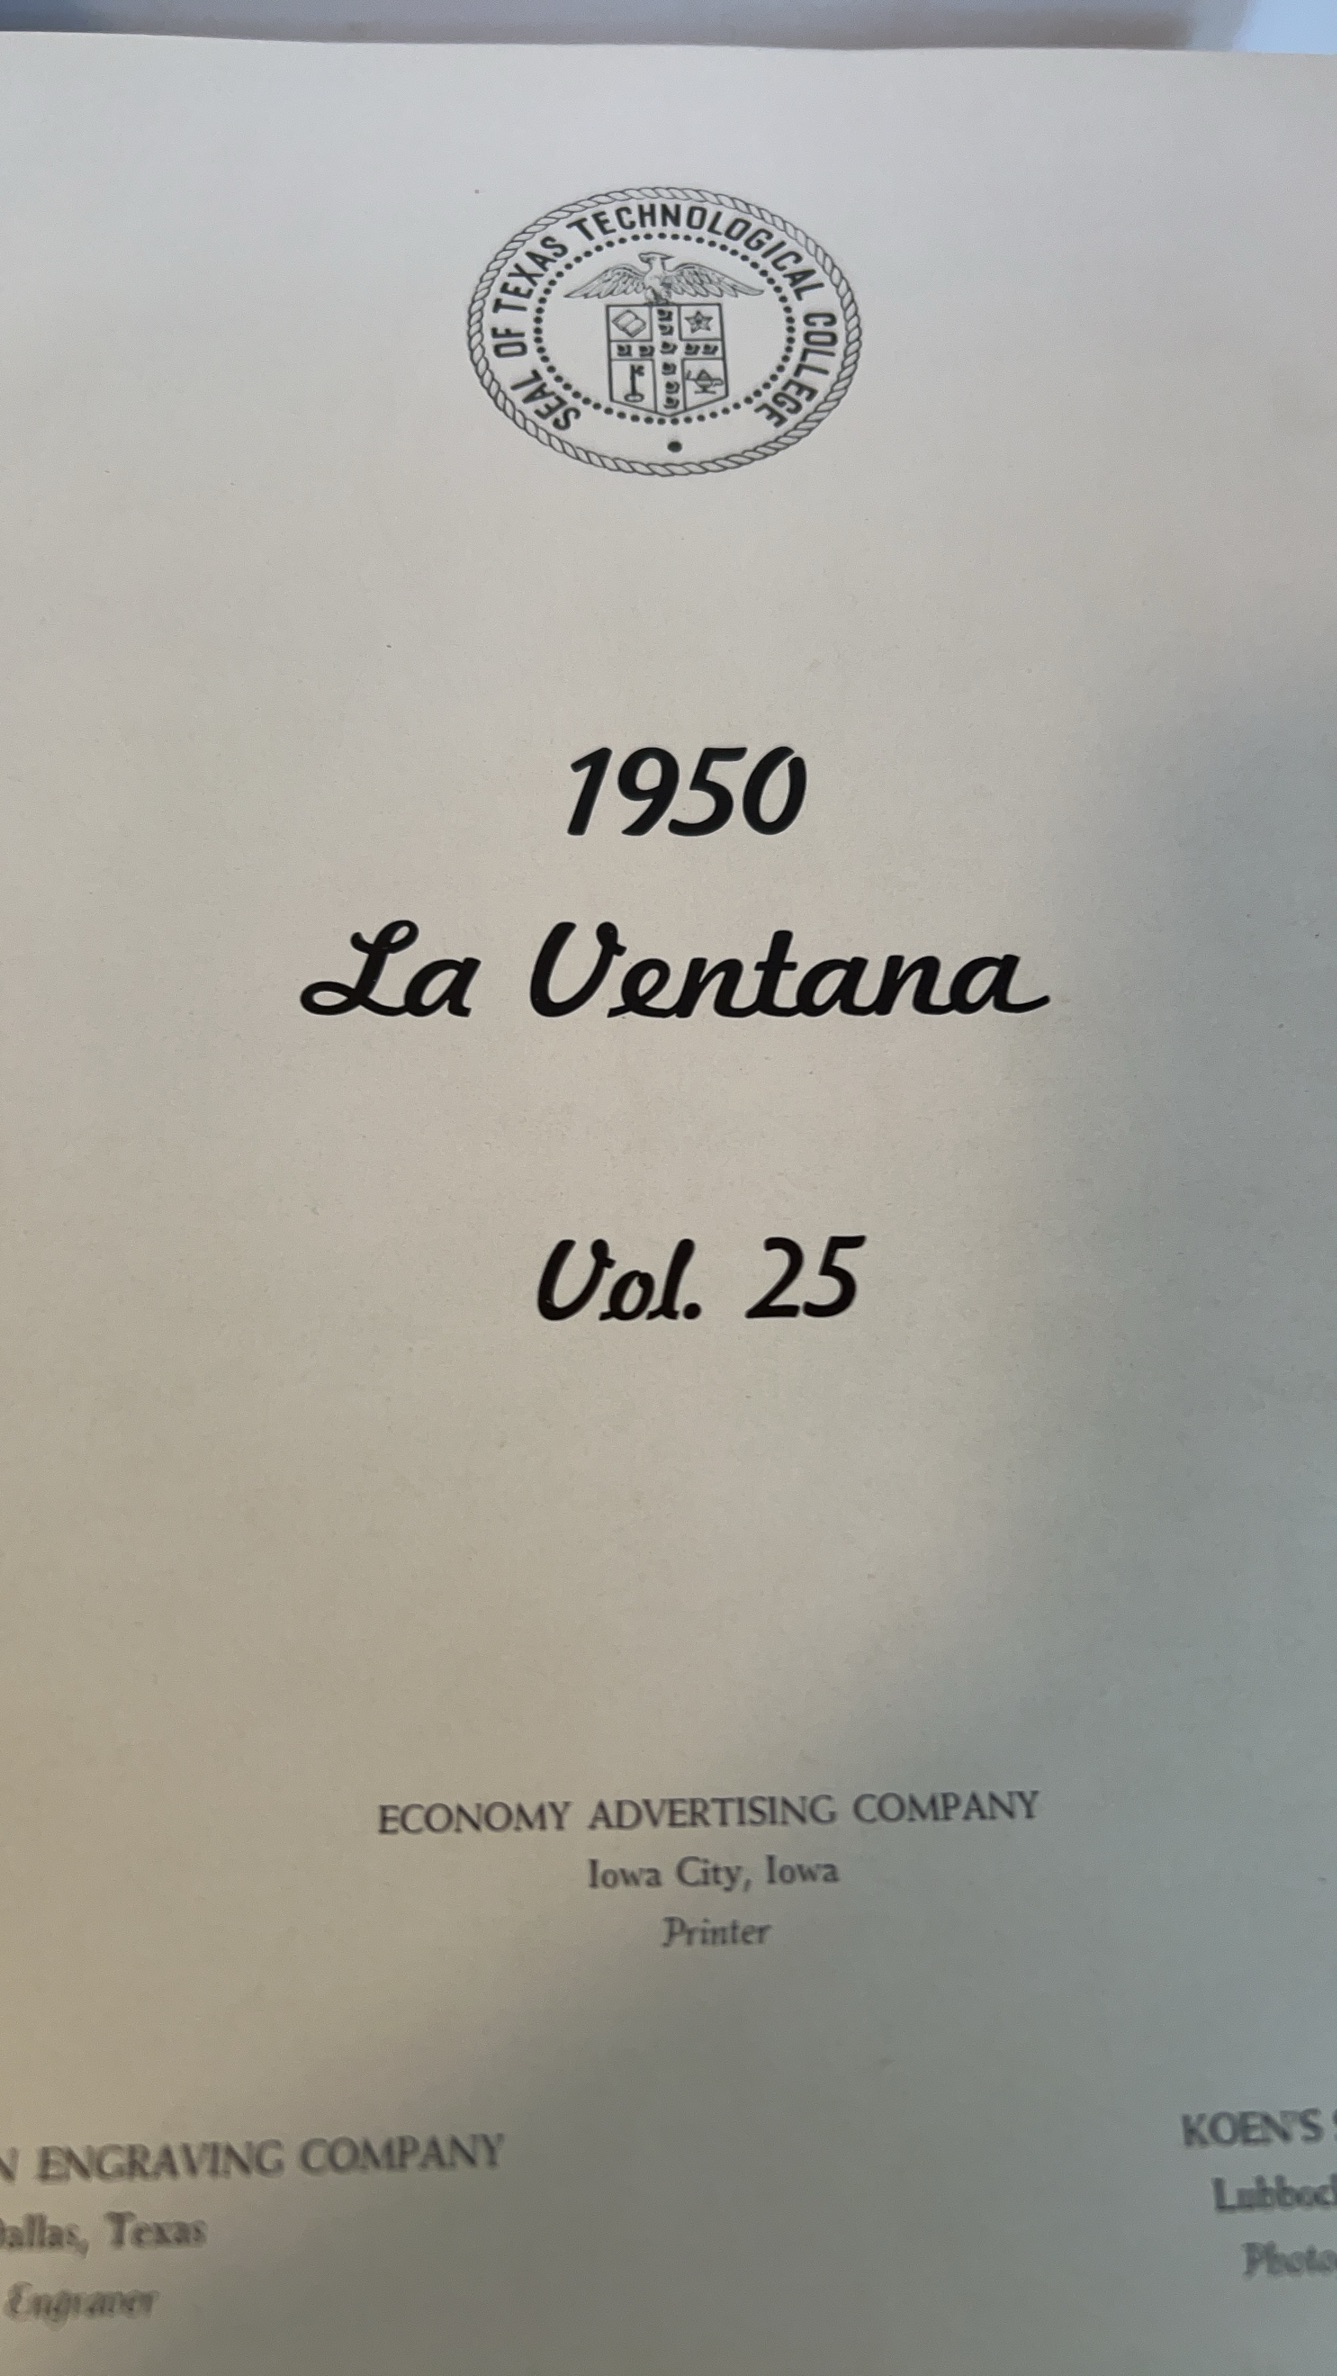 SEAL OF TEXAS TECHNOLOGICAL COLLEGE
1950
La Ventana
Vol. 25
ECONOMY ADVERTISING COMPANY
Iowa City, Iowa
Printer
ENGRAVING COMPANY
Dallas, Texas
Engraver
KOEN'S